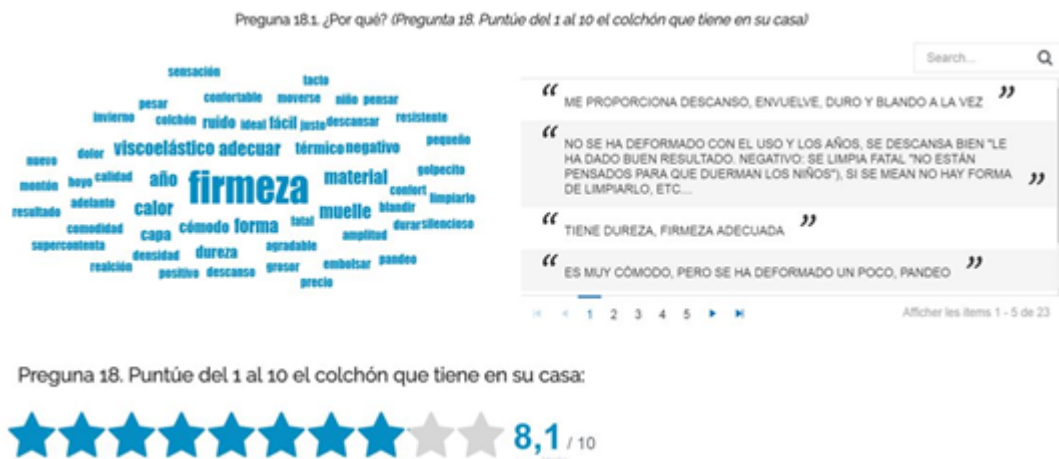 Preguna 18.1. ¿Por qué? (Pregunta 18. Puntúe del 1 al 10 el colchón que tiene en su casa)
Search...
sensación
tacto
pesar confortable moverse niño pensar
invierno colchón ruido ideal fácil justo descansar resistente
nuevo dolor viscoelástico adecuar térmico negativo pequeño
montón hoyo calidad año firmeza material golpecito
resultado adelanto calor muelle blandir confort limpiarlo
comodidad capa cómodo forma fatal amplitud durar silencioso
supercontenta densidad dureza agradable
realción positivo descanso grosor embolsar pandeo
precio
“ ME PROPORCIONA DESCANSO, ENVUELVE, DURO Y BLANDO A LA VEZ ”
“ NO SE HA DEFORMADO CON EL USO Y LOS AÑOS, SE DESCANSA BIEN "LE
HA DADO BUEN RESULTADO. NEGATIVO: SE LIMPIA FATAL "NO ESTÁN
PENSADOS PARA QUE DUERMAN LOS NIÑOS"), SI SE MEAN NO HAY FORMA
DE LIMPIARLO, ETC... ”
“ TIENE DUREZA, FIRMEZA ADECUADA ”
“ ES MUY CÓMODO, PERO SE HA DEFORMADO UN POCO, PANDEO ”
1 2 3 4 5
Afficher les items 1 - 5 de 23
Preguna 18. Puntúe del 1 al 10 el colchón que tiene en su casa:
8,1 / 10